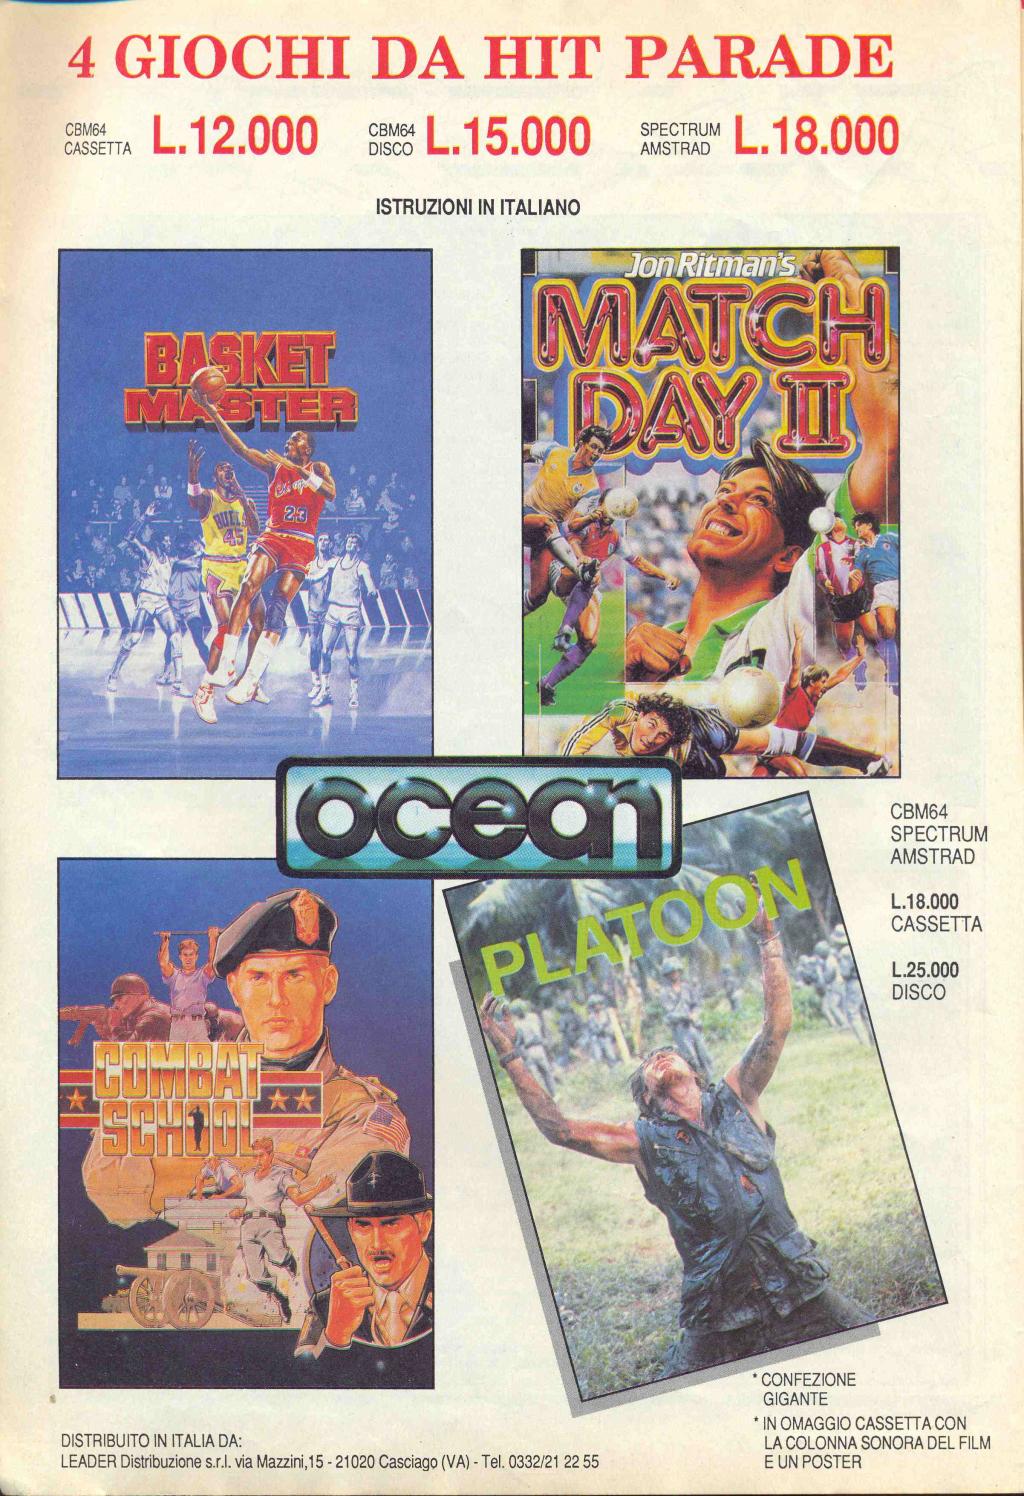 4 GIOCHI DA HIT PARADE
CBM64
CASSETTA
L.12.000
CBM64
DISCO
L.15.000
SPECTRUM
AMSTRAD
L.18.000
ISTRUZIONI IN ITALIANO
BASKET
MASTER
BULLS
45
Chicago
23
Jon Ritman's
MATCH
DAY II
ocean
COMBAT
SCHOOL
PLATOON
CBM64
SPECTRUM
AMSTRAD
L.18.000
CASSETTA
L.25.000
DISCO
* CONFEZIONE
GIGANTE
* IN OMAGGIO CASSETTA CON
LA COLONNA SONORA DEL FILM
E UN POSTER
DISTRIBUITO IN ITALIA DA:
LEADER Distribuzione s.r.l. via Mazzini,15 - 21020 Casciago (VA) - Tel. 0332/21 22 55